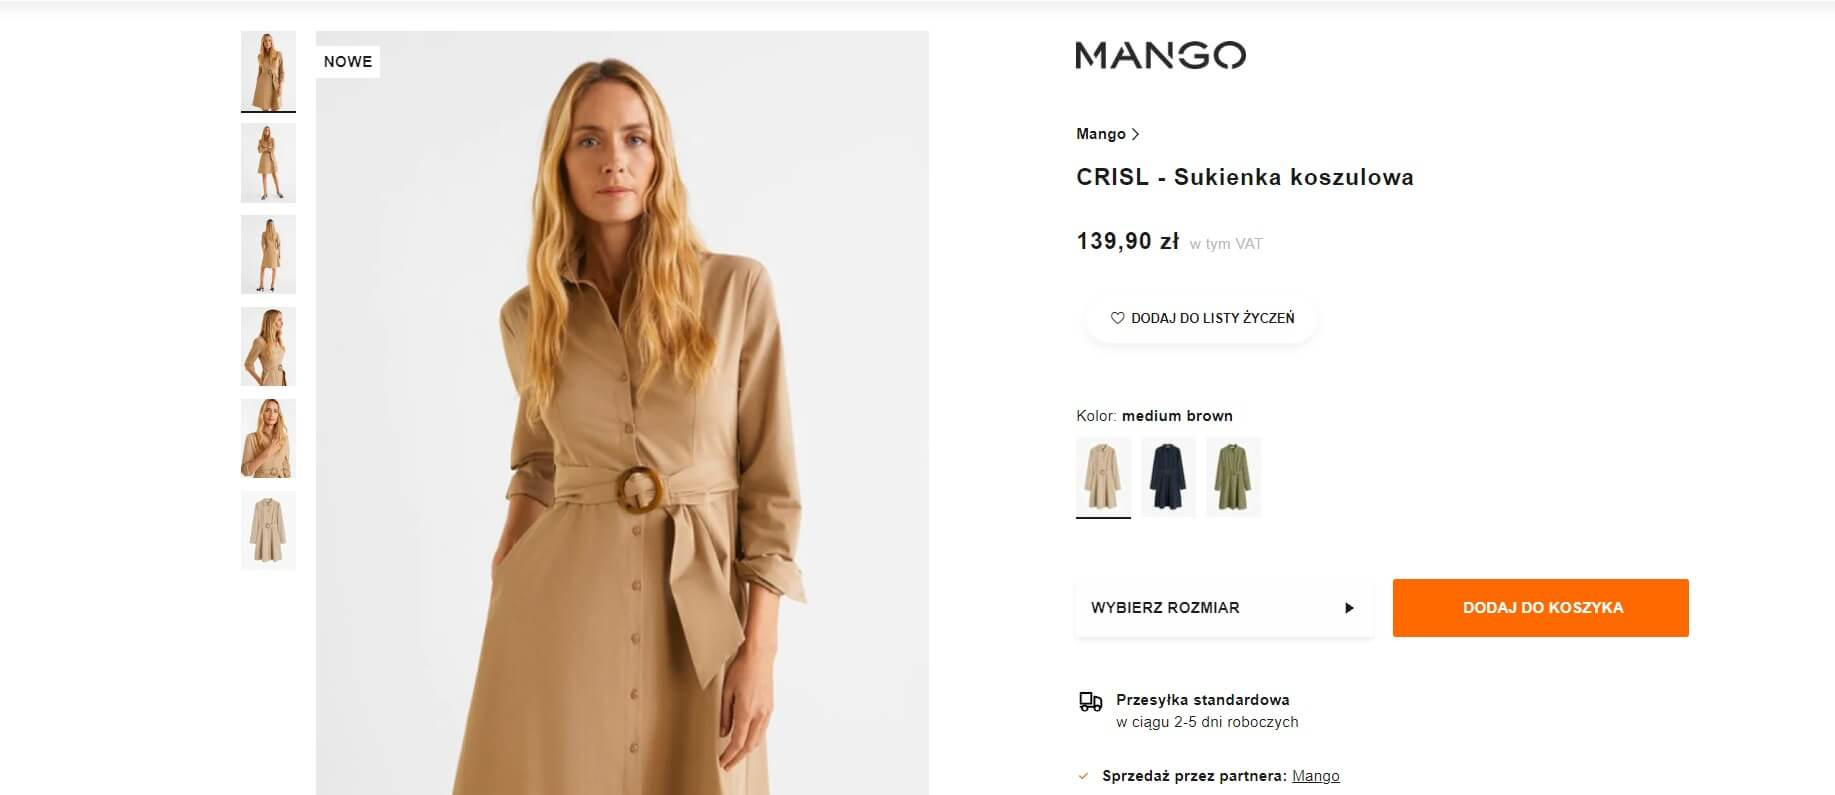 NOWE
MANGO
Mango
CRISL - Sukienka koszulowa
139,90 zł w tym VAT
DODAJ DO LISTY ŻYCZEŃ
Kolor: medium brown
WYBIERZ ROZMIAR
DODAJ DO KOSZYKA
Przesyłka standardowa
w ciągu 2-5 dni roboczych
Sprzedaż przez partnera: Mango